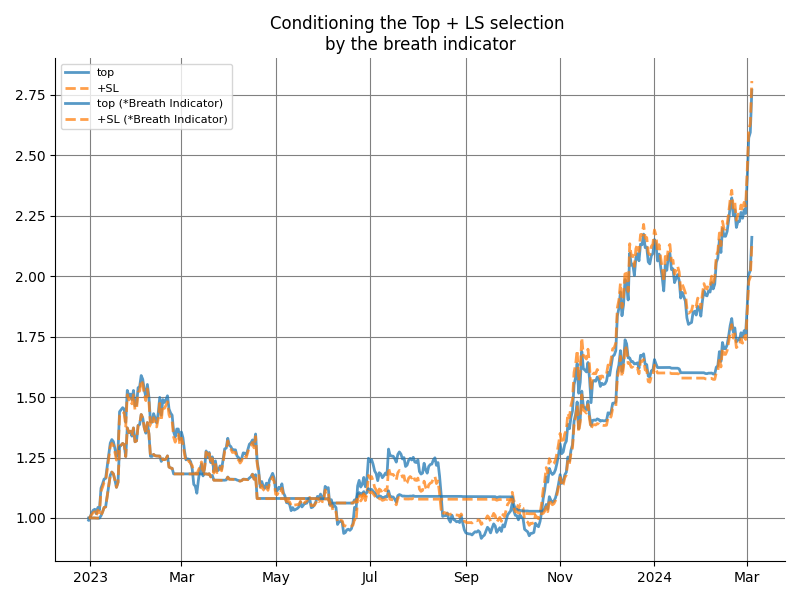 Conditioning the Top + LS selection
by the breath indicator
top
+SL
top (*Breath Indicator)
+SL (*Breath Indicator)
2.75
2.50
2.25
2.00
1.75
1.50
1.25
1.00
2023
Mar
May
Jul
Sep
Nov
2024
Mar